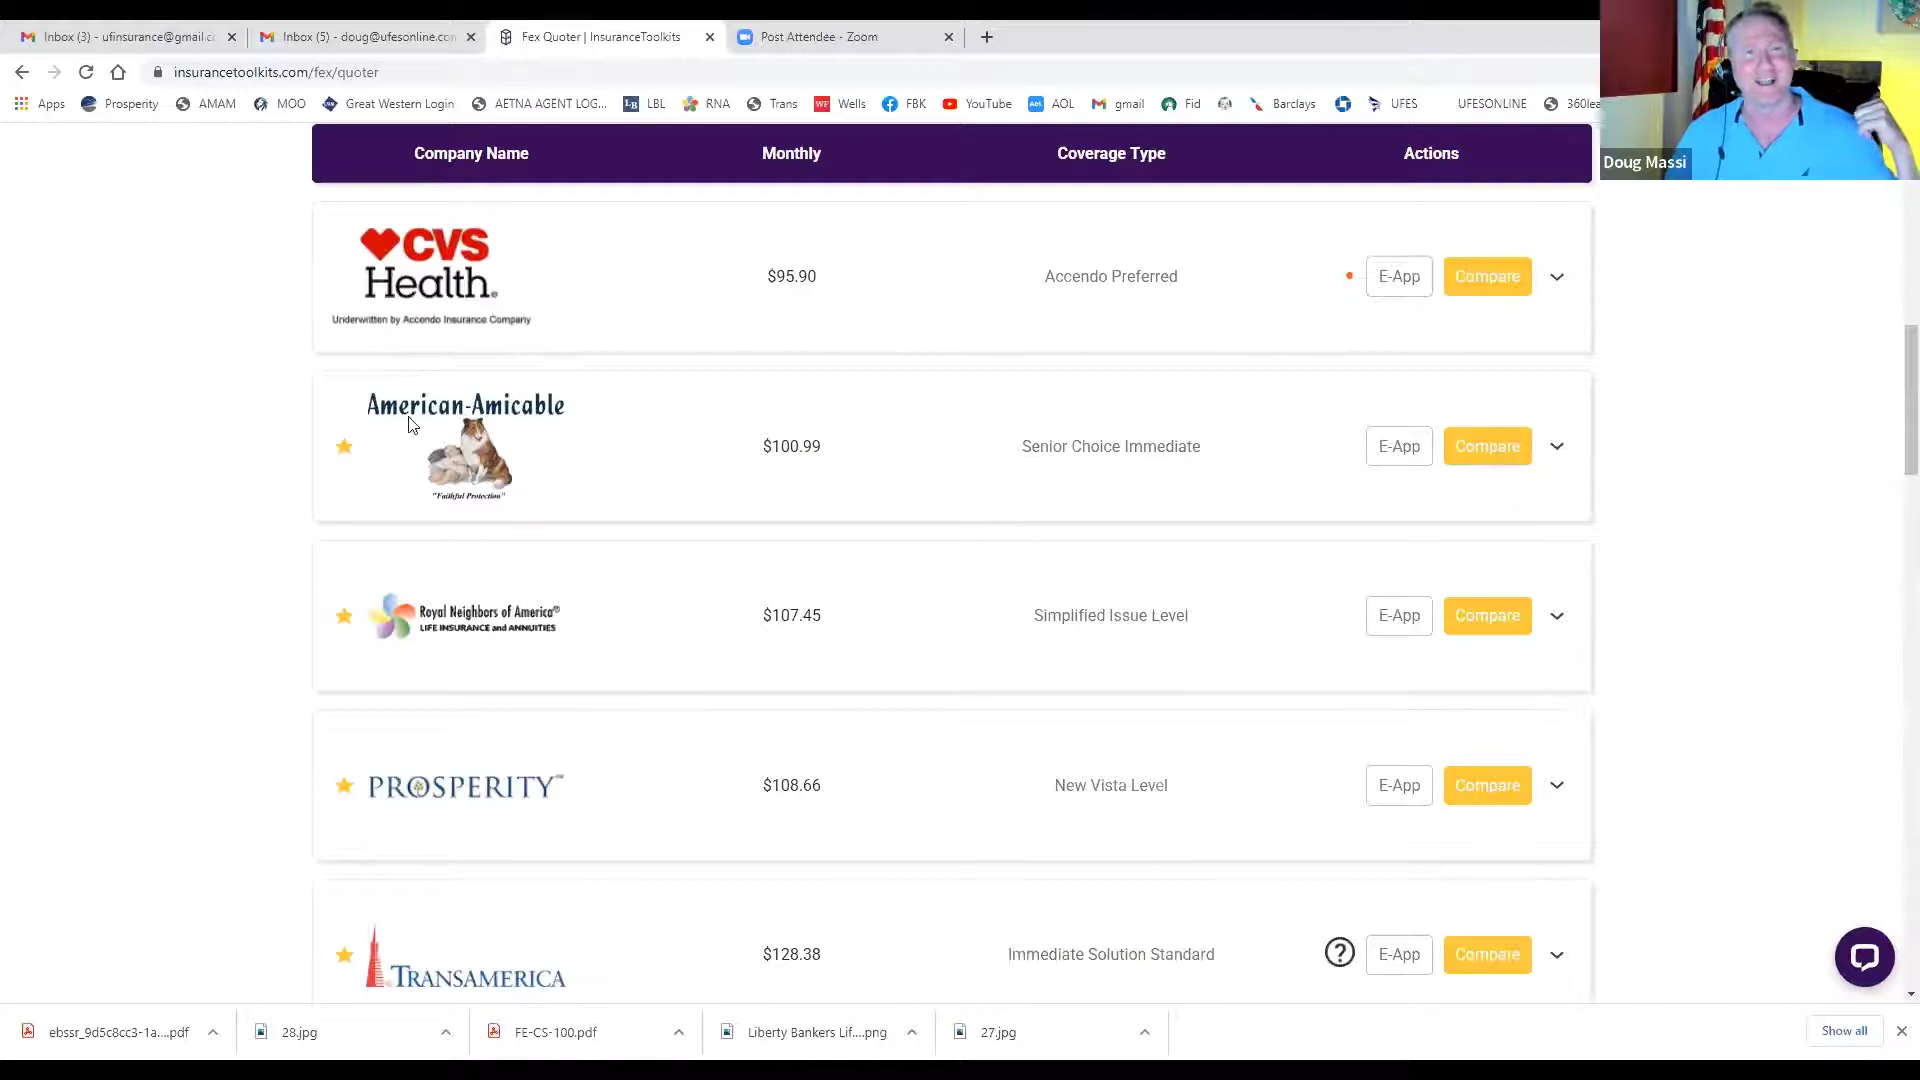 Inbox (3) - ufinsurance@gmail.c
Inbox (5) - doug@ufesonline.con
Fex Quoter | InsuranceToolkits
Post Attendee - Zoom
insurancetoolkits.com/fex/quoter
Apps
Prosperity
AMAM
MOO
Great Western Login
AETNA AGENT LOG...
LBL
RNA
Trans
Wells
FBK
YouTube
AOL
gmail
Fid
Barclays
UFES
UFESONLINE
360lea
Doug Massi
Company Name
Monthly
Coverage Type
Actions
CVS
Health
Underwritten by Accendo Insurance Company
$95.90
Accendo Preferred
E-App
Compare
American-Amicable
"Faithful Protection"
$100.99
Senior Choice Immediate
E-App
Compare
Royal Neighbors of America®
LIFE INSURANCE and ANNUITIES
$107.45
Simplified Issue Level
E-App
Compare
PROSPERITY
$108.66
New Vista Level
E-App
Compare
TRANSAMERICA
$128.38
Immediate Solution Standard
E-App
Compare
ebssr_9d5c8cc3-1a....pdf
28.jpg
FE-CS-100.pdf
Liberty Bankers Lif....png
27.jpg
Show all